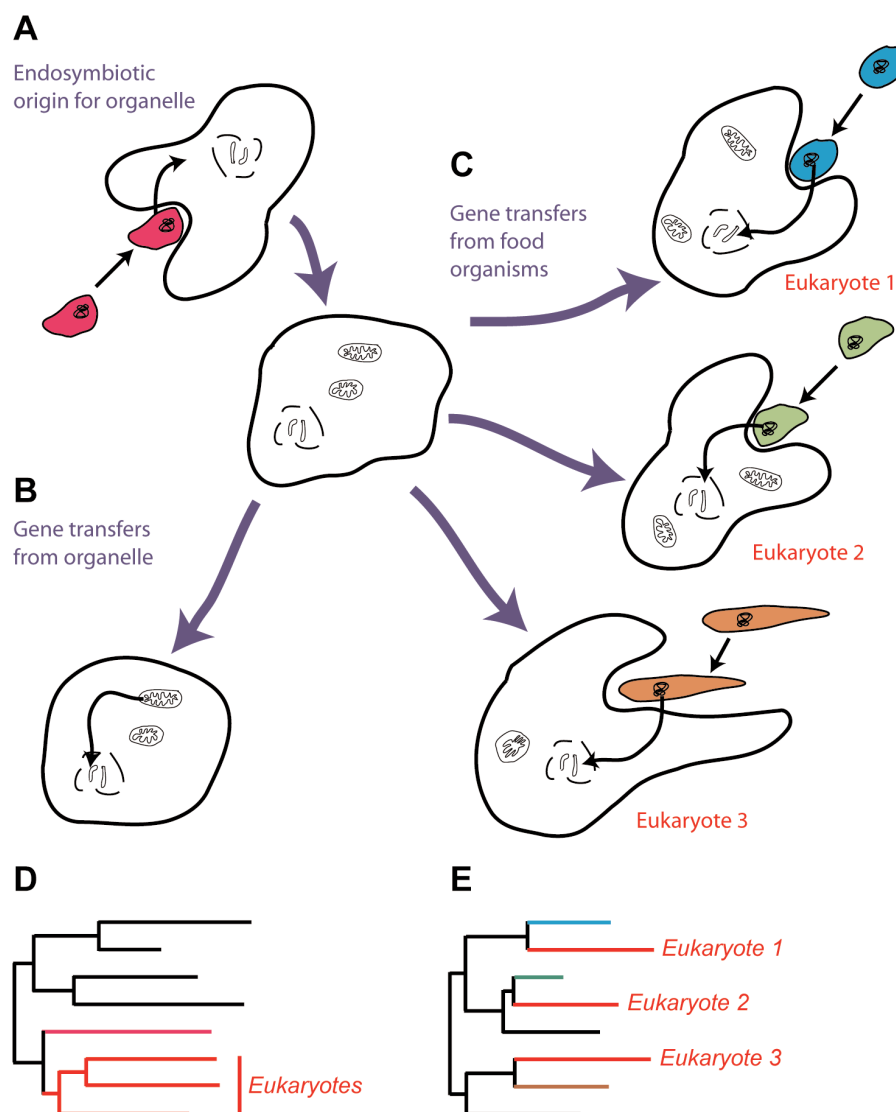 A
Endosymbiotic
origin for organelle
C
Gene transfers
from food
organisms
Eukaryote 1
Eukaryote 2
B
Gene transfers
from organelle
Eukaryote 3
D
E
Eukaryote 1
Eukaryote 2
Eukaryote 3
Eukaryotes